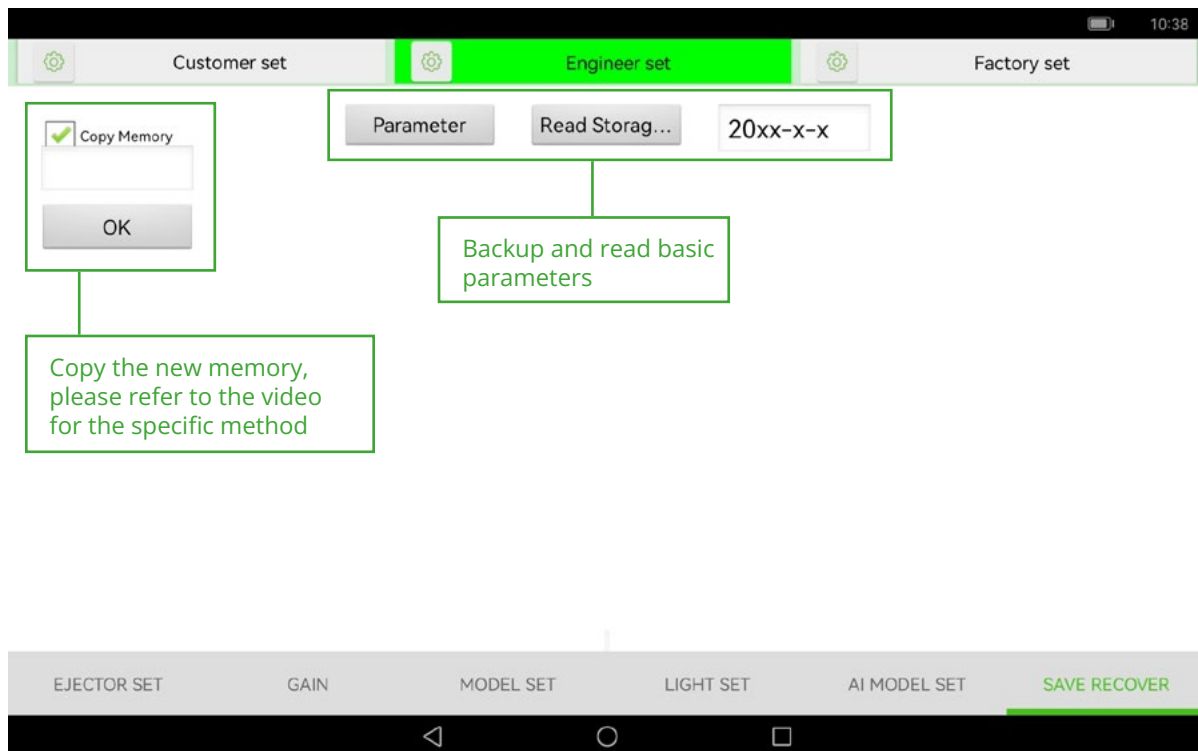 10:38
Customer set
Engineer set
Factory set
Copy Memory
OK
Parameter
Read Storag...
20xx-x-x
Backup and read basic
parameters
Copy the new memory,
please refer to the video
for the specific method
EJECTOR SET
GAIN
MODEL SET
LIGHT SET
AI MODEL SET
SAVE RECOVER